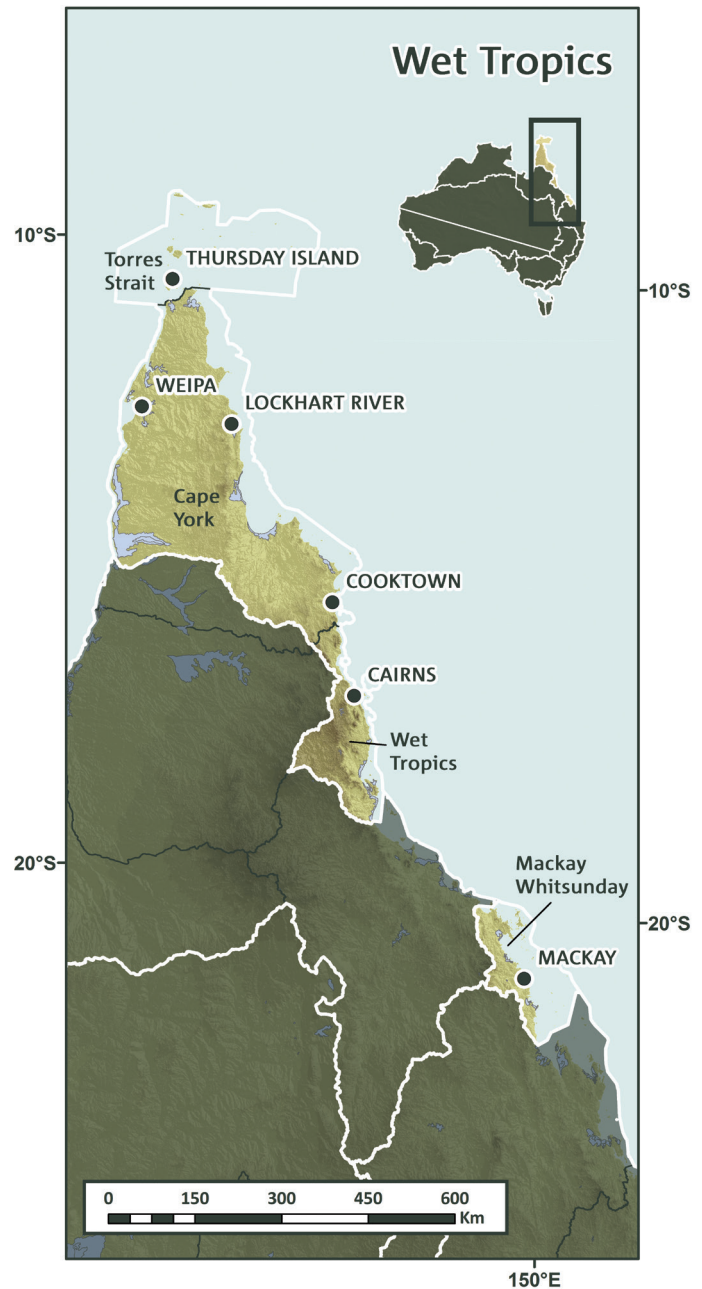 Wet Tropics
10°S
Torres
Strait
THURSDAY ISLAND
10°S
WEIPA
LOCKHART RIVER
Cape
York
COOKTOWN
CAIRNS
Wet
Tropics
20°S
Mackay
Whitsunday
20°S
MACKAY
0 150 300 450 600
Km
150°E